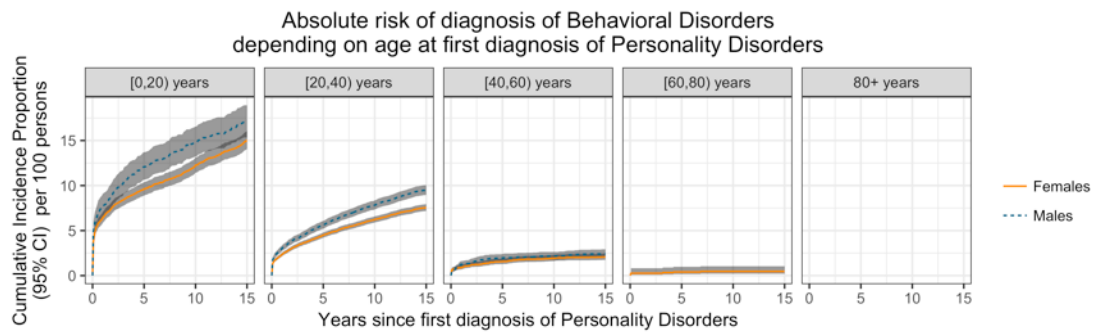 Absolute risk of diagnosis of Behavioral Disorders
depending on age at first diagnosis of Personality Disorders
Cumulative Incidence Proportion
(95% CI)  per 100 persons
[0,20) years
[20,40) years
[40,60) years
[60,80) years
80+ years
15
10
5
0
0 5 10 15
0 5 10 15
0 5 10 15
0 5 10 15
0 5 10 15
Years since first diagnosis of Personality Disorders
Females
Males